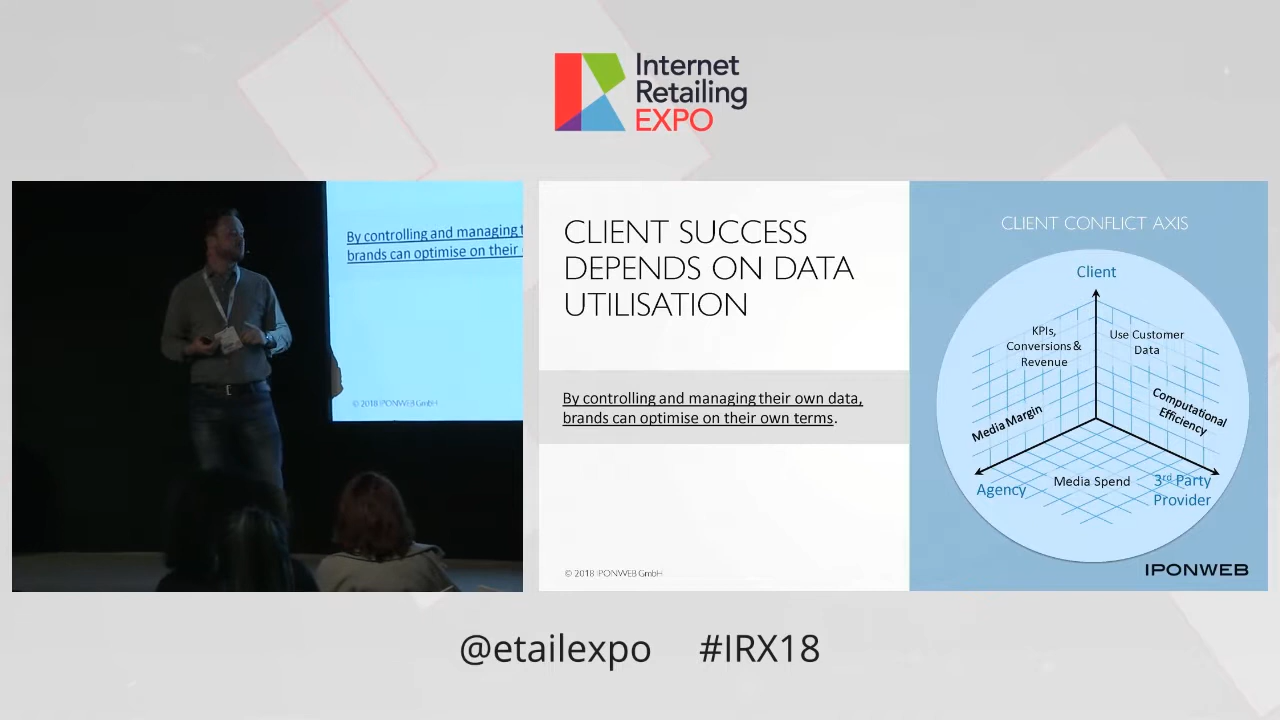 Internet
Retailing
EXPO
By controlling and managing
brands can optimise on their
© 2018 IPONWEB GmbH
CLIENT SUCCESS
DEPENDS ON DATA
UTILISATION
By controlling and managing their own data,
brands can optimise on their own terms.
© 2018 IPONWEB GmbH
CLIENT CONFLICT AXIS
Client
KPIs,
Conversions &
Revenue
Use Customer
Data
Media Margin
Computational
Efficiency
Agency
Media Spend
3rd Party
Provider
IPONWEB
@etailexpo #IRX18